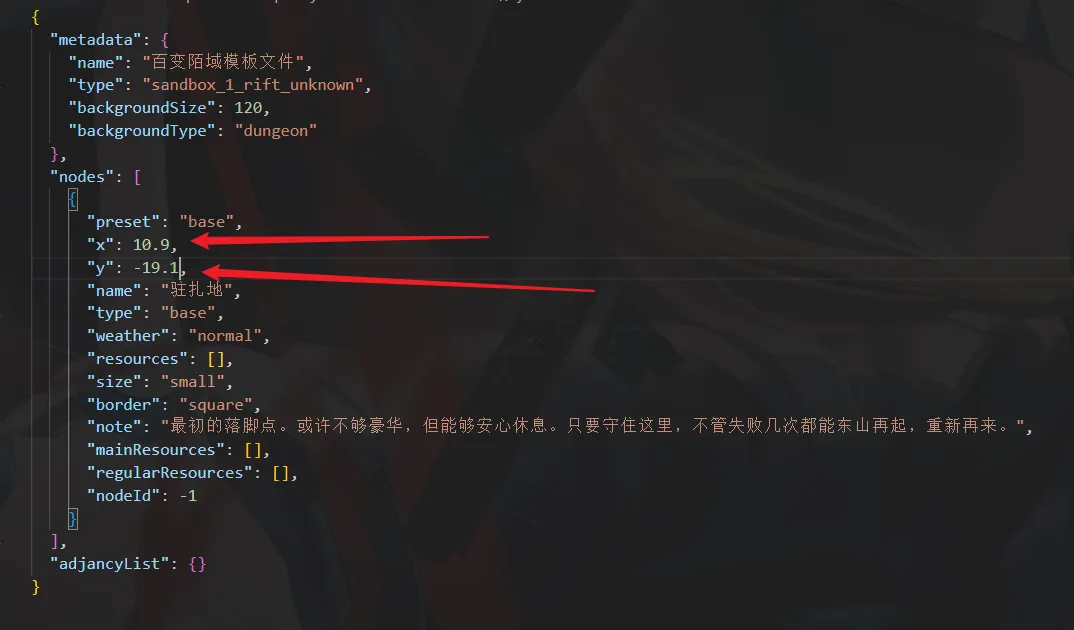 {
"metadata": {
"name": "百变陌域模板文件",
"type": "sandbox_1_rift_unknown",
"backgroundSize": 120,
"backgroundType": "dungeon"
},
"nodes": [
{
"preset": "base",
"x": 10.9,
"y": -19.1,
"name": "驻扎地",
"type": "base",
"weather": "normal",
"resources": [],
"size": "small",
"border": "square",
"note": "最初的落脚点。或许不够豪华，但能够安心休息。只要守住这里，不管失败几次都能东山再起，重新再来。",
"mainResources": [],
"regularResources": [],
"nodeId": -1
}
],
"adjancyList": {}
}